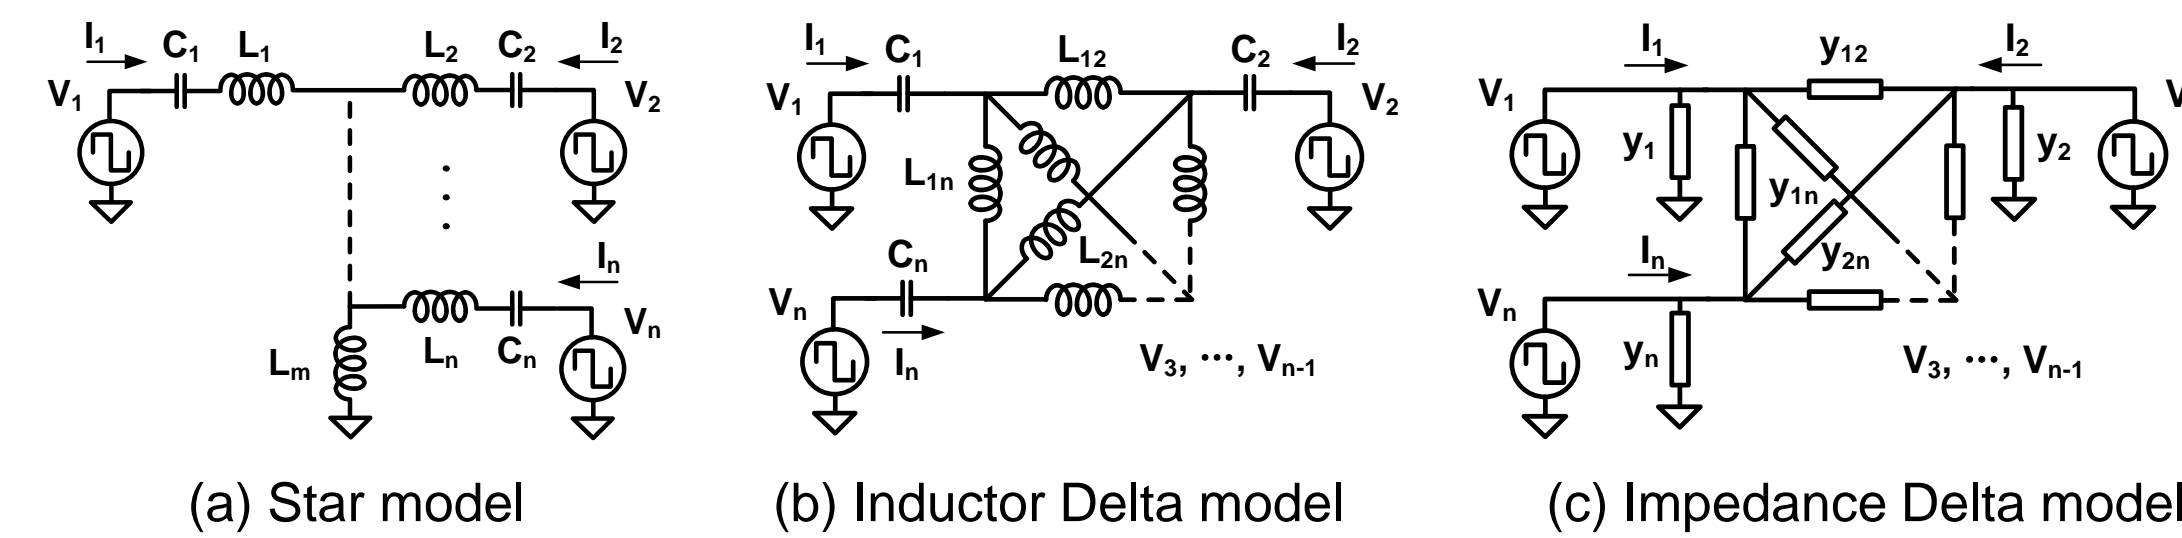 I1 C1 L1 L2 C2 I2
V1 V2
In
Vn
Lm Ln Cn
(a) Star model
I1 C1 L12 C2 I2
V1 V2
L1n
Cn L2n
Vn
In V3, ···, Vn-1
(b) Inductor Delta model
I1 y12 I2
V1 V
y1 y2
y1n
In y2n
Vn
yn V3, ···, Vn-1
(c) Impedance Delta model